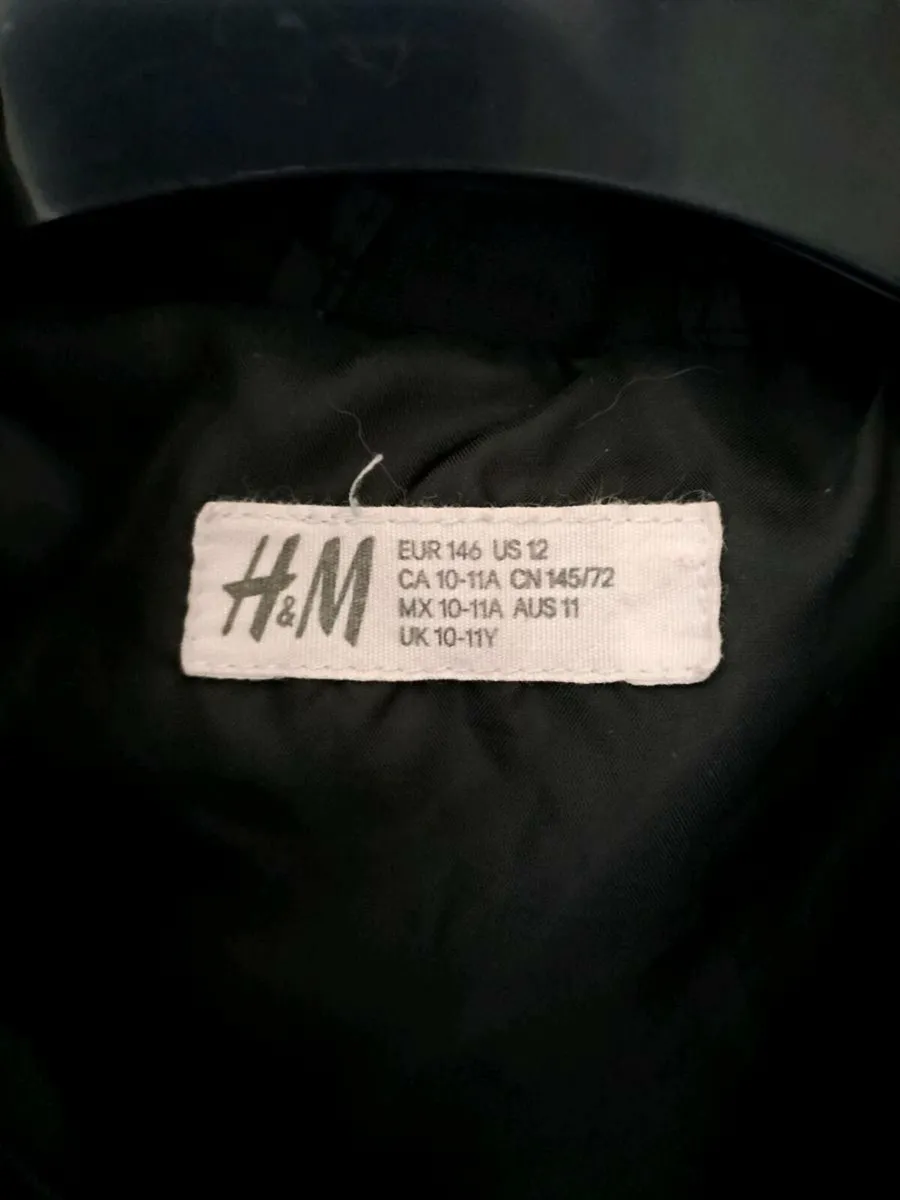 H&M
EUR 146 US 12
CA 10-11A CN 145/72
MX 10-11A AUS 11
UK 10-11Y